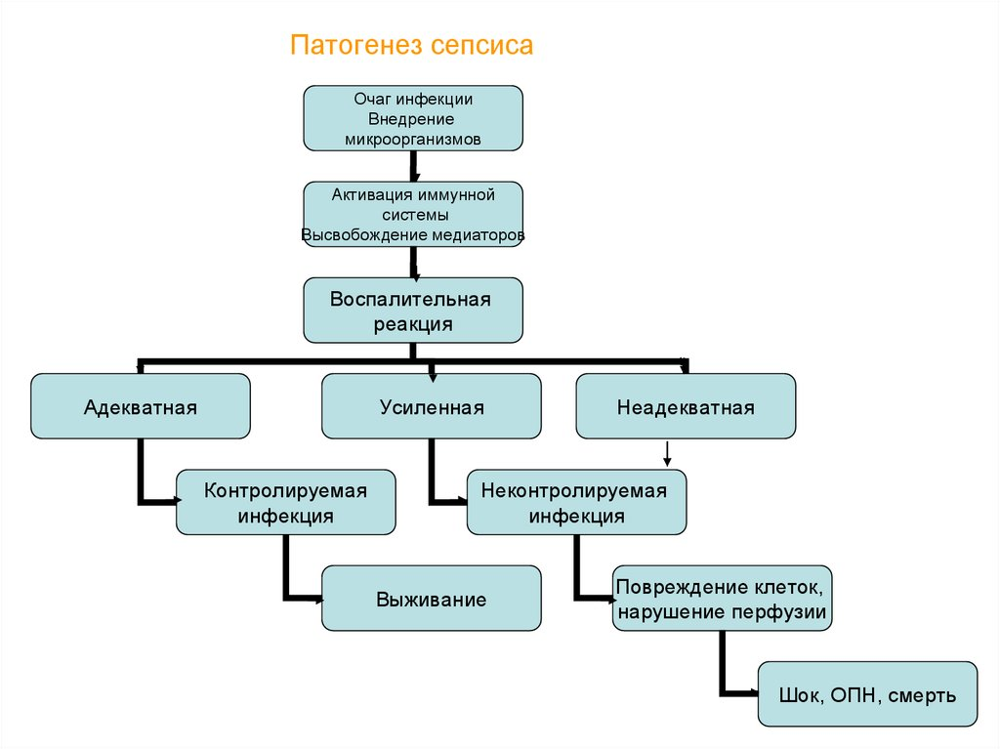 Патогенез сепсиса
Очаг инфекции
Внедрение
микроорганизмов
Активация иммунной
системы
Высвобождение медиаторов
Воспалительная
реакция
Адекватная
Усиленная
Неадекватная
Контролируемая
инфекция
Неконтролируемая
инфекция
Выживание
Повреждение клеток,
нарушение перфузии
Шок, ОПН, смерть